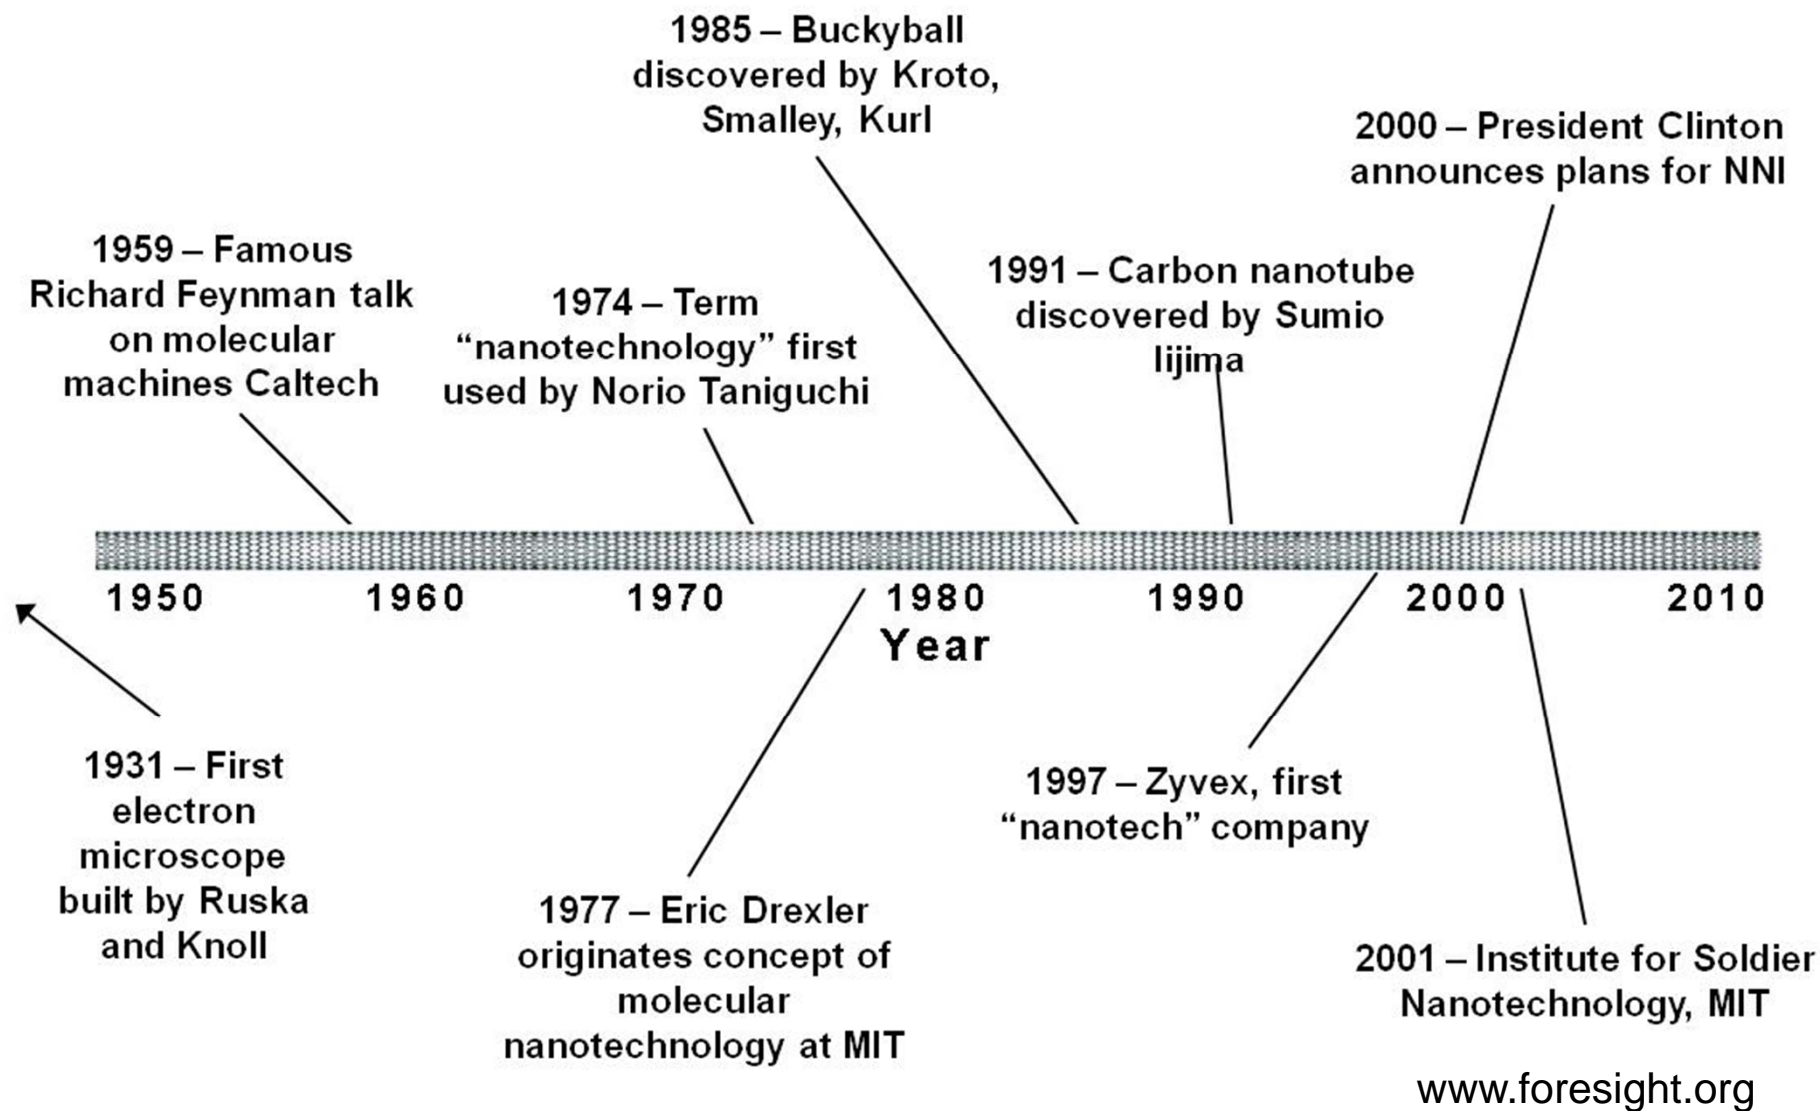 1985 – Buckyball
discovered by Kroto,
Smalley, Kurl
2000 – President Clinton
announces plans for NNI
1959 – Famous
Richard Feynman talk
on molecular
machines Caltech
1974 – Term
“nanotechnology” first
used by Norio Taniguchi
1991 – Carbon nanotube
discovered by Sumio
Iijima
1950 1960 1970 1980 1990 2000 2010
Year
1931 – First
electron
microscope
built by Ruska
and Knoll
1977 – Eric Drexler
originates concept of
molecular
nanotechnology at MIT
1997 – Zyvex, first
“nanotech” company
2001 – Institute for Soldier
Nanotechnology, MIT
www.foresight.org